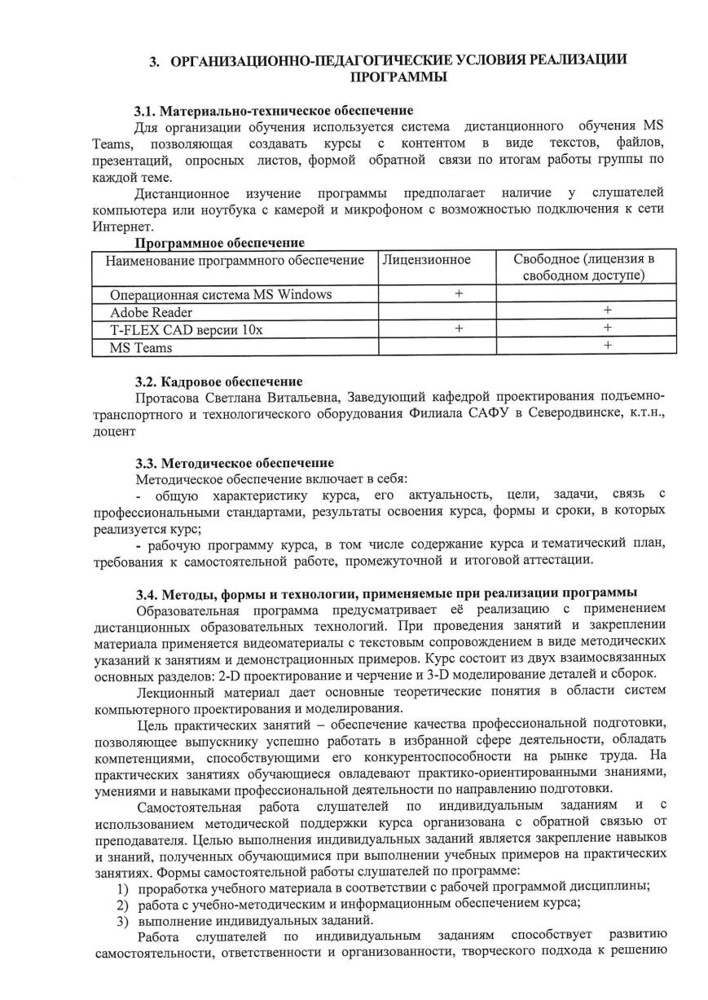 3. ОРГАНИЗАЦИОННО-ПЕДАГОГИЧЕСКИЕ УСЛОВИЯ РЕАЛИЗАЦИИ
ПРОГРАММЫ
3.1. Материально-техническое обеспечение
Для организации обучения используется система дистанционного обучения MS
Teams, позволяющая создавать курсы с контентом в виде текстов, файлов,
презентаций, опросных листов, формой обратной связи по итогам работы группы по
каждой теме.
Дистанционное изучение программы предполагает наличие у слушателей
компьютера или ноутбука с камерой и микрофоном с возможностью подключения к сети
Интернет.
Программное обеспечение
Наименование программного обеспечение Лицензионное Свободное (лицензия в
свободном доступе)
Операционная система MS Windows +
Adobe Reader +
T-FLEX CAD версии 10х + +
MS Teams +
3.2. Кадровое обеспечение
Протасова Светлана Витальевна, Заведующий кафедрой проектирования подъемно-
транспортного и технологического оборудования Филиала САФУ в Северодвинске, к.т.н.,
доцент
3.3. Методическое обеспечение
Методическое обеспечение включает в себя:
- общую характеристику курса, его актуальность, цели, задачи, связь с
профессиональными стандартами, результаты освоения курса, формы и сроки, в которых
реализуется курс;
- рабочую программу курса, в том числе содержание курса и тематический план,
требования к самостоятельной работе, промежуточной и итоговой аттестации.
3.4. Методы, формы и технологии, применяемые при реализации программы
Образовательная программа предусматривает её реализацию с применением
дистанционных образовательных технологий. При проведения занятий и закреплении
материала применяется видеоматериалы с текстовым сопровождением в виде методических
указаний к занятиям и демонстрационных примеров. Курс состоит из двух взаимосвязанных
основных разделов: 2-D проектирование и черчение и 3-D моделирование деталей и сборок.
Лекционный материал дает основные теоретические понятия в области систем
компьютерного проектирования и моделирования.
Цель практических занятий – обеспечение качества профессиональной подготовки,
позволяющее выпускнику успешно работать в избранной сфере деятельности, обладать
компетенциями, способствующими его конкурентоспособности на рынке труда. На
практических занятиях обучающиеся овладевают практико-ориентированными знаниями,
умениями и навыками профессиональной деятельности по направлению подготовки.
Самостоятельная работа слушателей по индивидуальным заданиям и с
использованием методической поддержки курса организована с обратной связью от
преподавателя. Целью выполнения индивидуальных заданий является закрепление навыков
и знаний, полученных обучающимися при выполнении учебных примеров на практических
занятиях. Формы самостоятельной работы слушателей по программе:
1) проработка учебного материала в соответствии с рабочей программой дисциплины;
2) работа с учебно-методическим и информационным обеспечением курса;
3) выполнение индивидуальных заданий.
Работа слушателей по индивидуальным заданиям способствует развитию
самостоятельности, ответственности и организованности, творческого подхода к решению